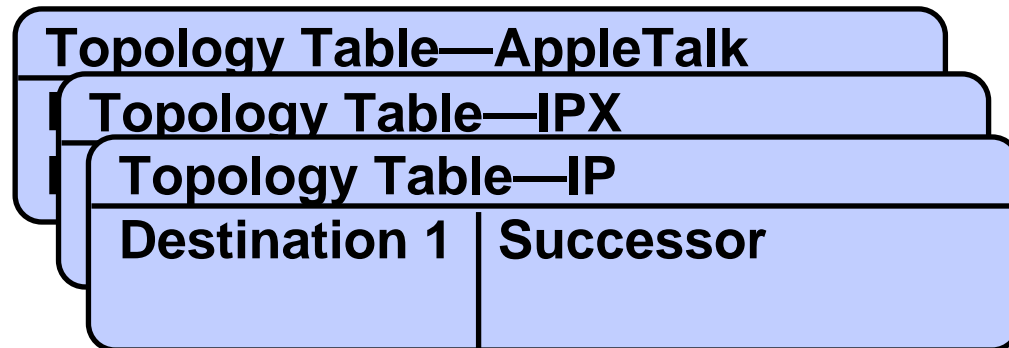 Topology Table—AppleTalk
Topology Table—IPX
Topology Table—IP
Destination 1 Successor